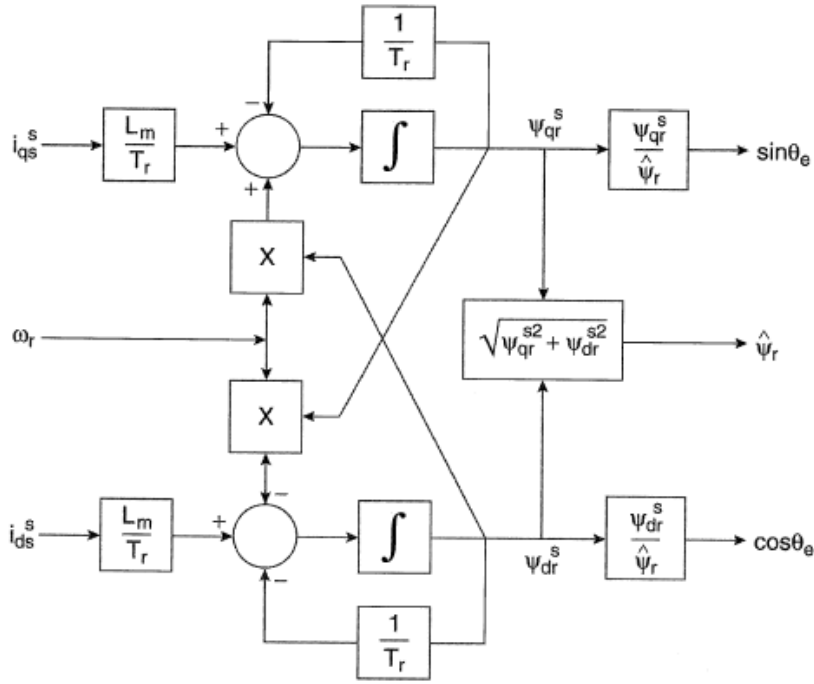 1
T_r
−
i_qs^s
L_m
T_r
+
∫
ψ_qr^s
ψ_qr^s
ψ̂_r
sinθ_e
+
X
ω_r
√ψ_qr^s2 + ψ_dr^s2
ψ̂_r
X
−
i_ds^s
L_m
T_r
+
∫
ψ_dr^s
ψ_dr^s
ψ̂_r
cosθ_e
−
1
T_r